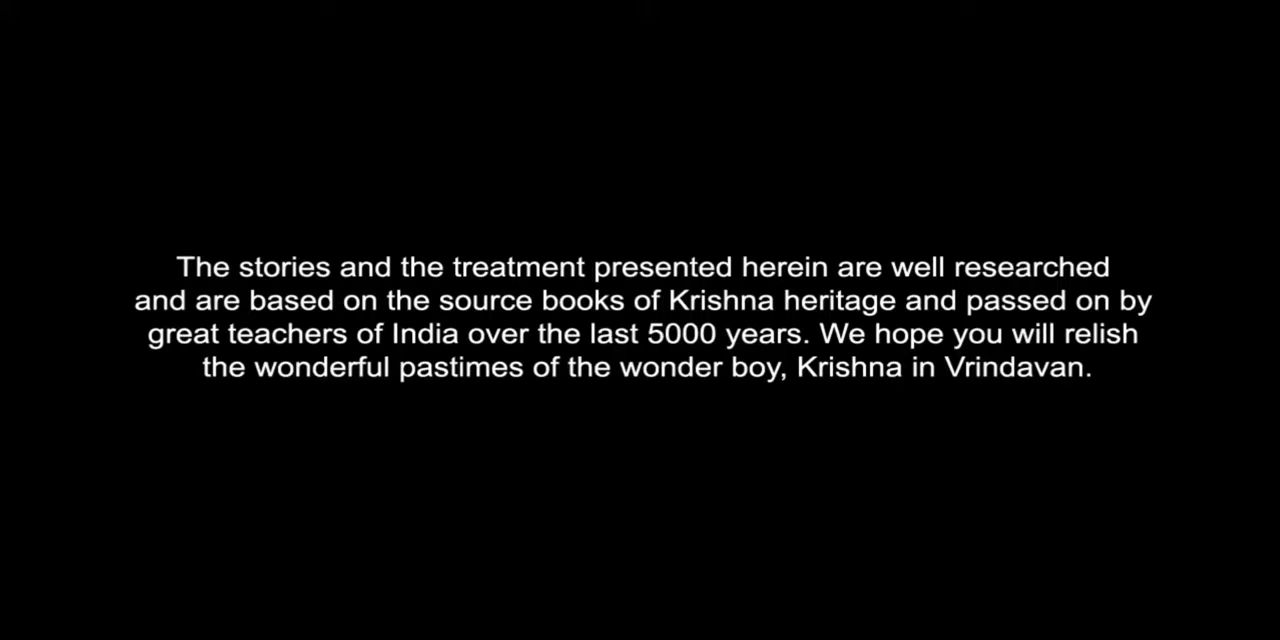 The stories and the treatment presented herein are well researched
and are based on the source books of Krishna heritage and passed on by
great teachers of India over the last 5000 years. We hope you will relish
the wonderful pastimes of the wonder boy, Krishna in Vrindavan.